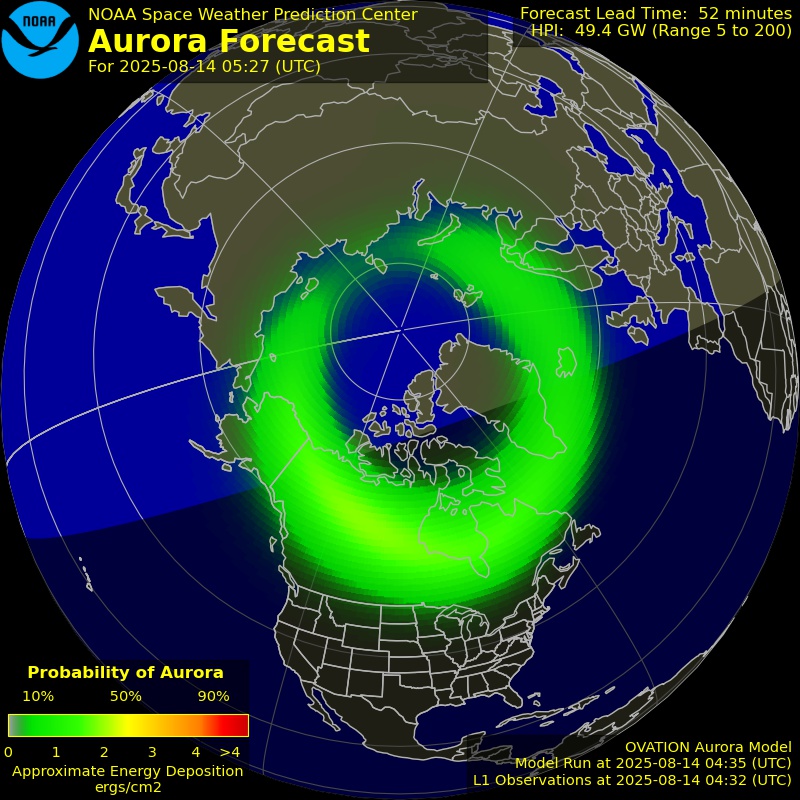 NOAA
NOAA Space Weather Prediction Center
Aurora Forecast
For 2025-08-14 05:27 (UTC)
Forecast Lead Time: 52 minutes
HPI: 49.4 GW (Range 5 to 200)
Probability of Aurora
10% 50% 90%
0 1 2 3 4 >4
Approximate Energy Deposition
ergs/cm2
OVATION Aurora Model
Model Run at 2025-08-14 04:35 (UTC)
L1 Observations at 2025-08-14 04:32 (UTC)